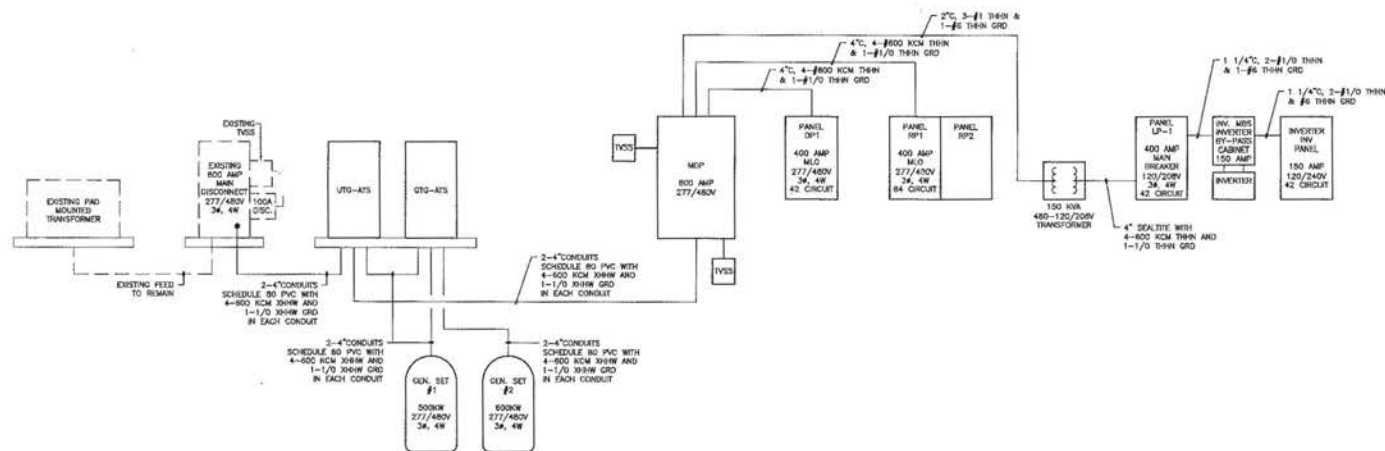 2"C, 3-#1 THHN &
1-#6 THHN GRD
4"C, 4-#600 KCM THHN
& 1-#1/0 THHN GRD
4"C, 4-#600 KCM THHN
& 1-#1/0 THHN GRD
1 1/4"C, 2-#1/0 THHN
& 1-#6 THHN GRD
1 1/4"C, 2-#1/0 THHN
& #6 THHN GRD
EXISTING
TVSS
EXISTING PAD
MOUNTED
TRANSFORMER
EXISTING
800 AMP
MAIN
DISCONNECT
277/480V
3ø, 4W
100A
DISC.
UTG-ATS
GTG-ATS
TVSS
MDP
800 AMP
277/480V
TVSS
PANEL
DP1
400 AMP
MLO
277/480V
3ø, 4W
42 CIRCUIT
PANEL
RP1
400 AMP
MLO
277/480V
3ø, 4W
84 CIRCUIT
PANEL
RP2
150 KVA
480-120/208V
TRANSFORMER
PANEL
LP-1
400 AMP
MAIN
BREAKER
120/208V
3ø, 4W
42 CIRCUIT
INV. MBS
INVERTER
BY-PASS
CABINET
150 AMP
INVERTER
INVERTER
INV
PANEL
150 AMP
120/240V
42 CIRCUIT
4" SEALTITE WITH
4-600 KCM THHN AND
1-1/0 THHN GRD
EXISTING FEED
TO REMAIN
2-4"CONDUITS
SCHEDULE 80 PVC WITH
4-600 KCM XHHW AND
1-1/0 XHHW GRD
IN EACH CONDUIT
2-4"CONDUITS
SCHEDULE 80 PVC WITH
4-600 KCM XHHW AND
1-1/0 XHHW GRD
IN EACH CONDUIT
2-4"CONDUITS
SCHEDULE 80 PVC WITH
4-600 KCM XHHW AND
1-1/0 XHHW GRD
IN EACH CONDUIT
2-4"CONDUITS
SCHEDULE 80 PVC WITH
4-600 KCM XHHW AND
1-1/0 XHHW GRD
IN EACH CONDUIT
GEN. SET
#1
500KW
277/480V
3ø, 4W
GEN. SET
#2
600KW
277/480V
3ø, 4W